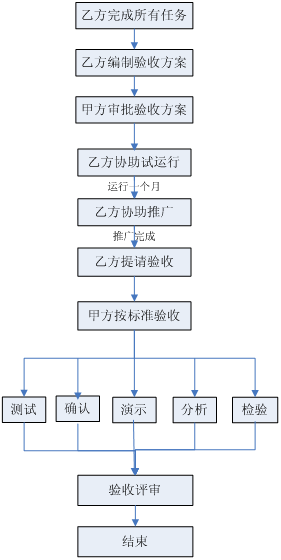 乙方完成所有任务
乙方编制验收方案
甲方审批验收方案
乙方协助试运行
运行一个月
乙方协助推广
推广完成
乙方提请验收
甲方按标准验收
测试 确认 演示 分析 检验
验收评审
结束